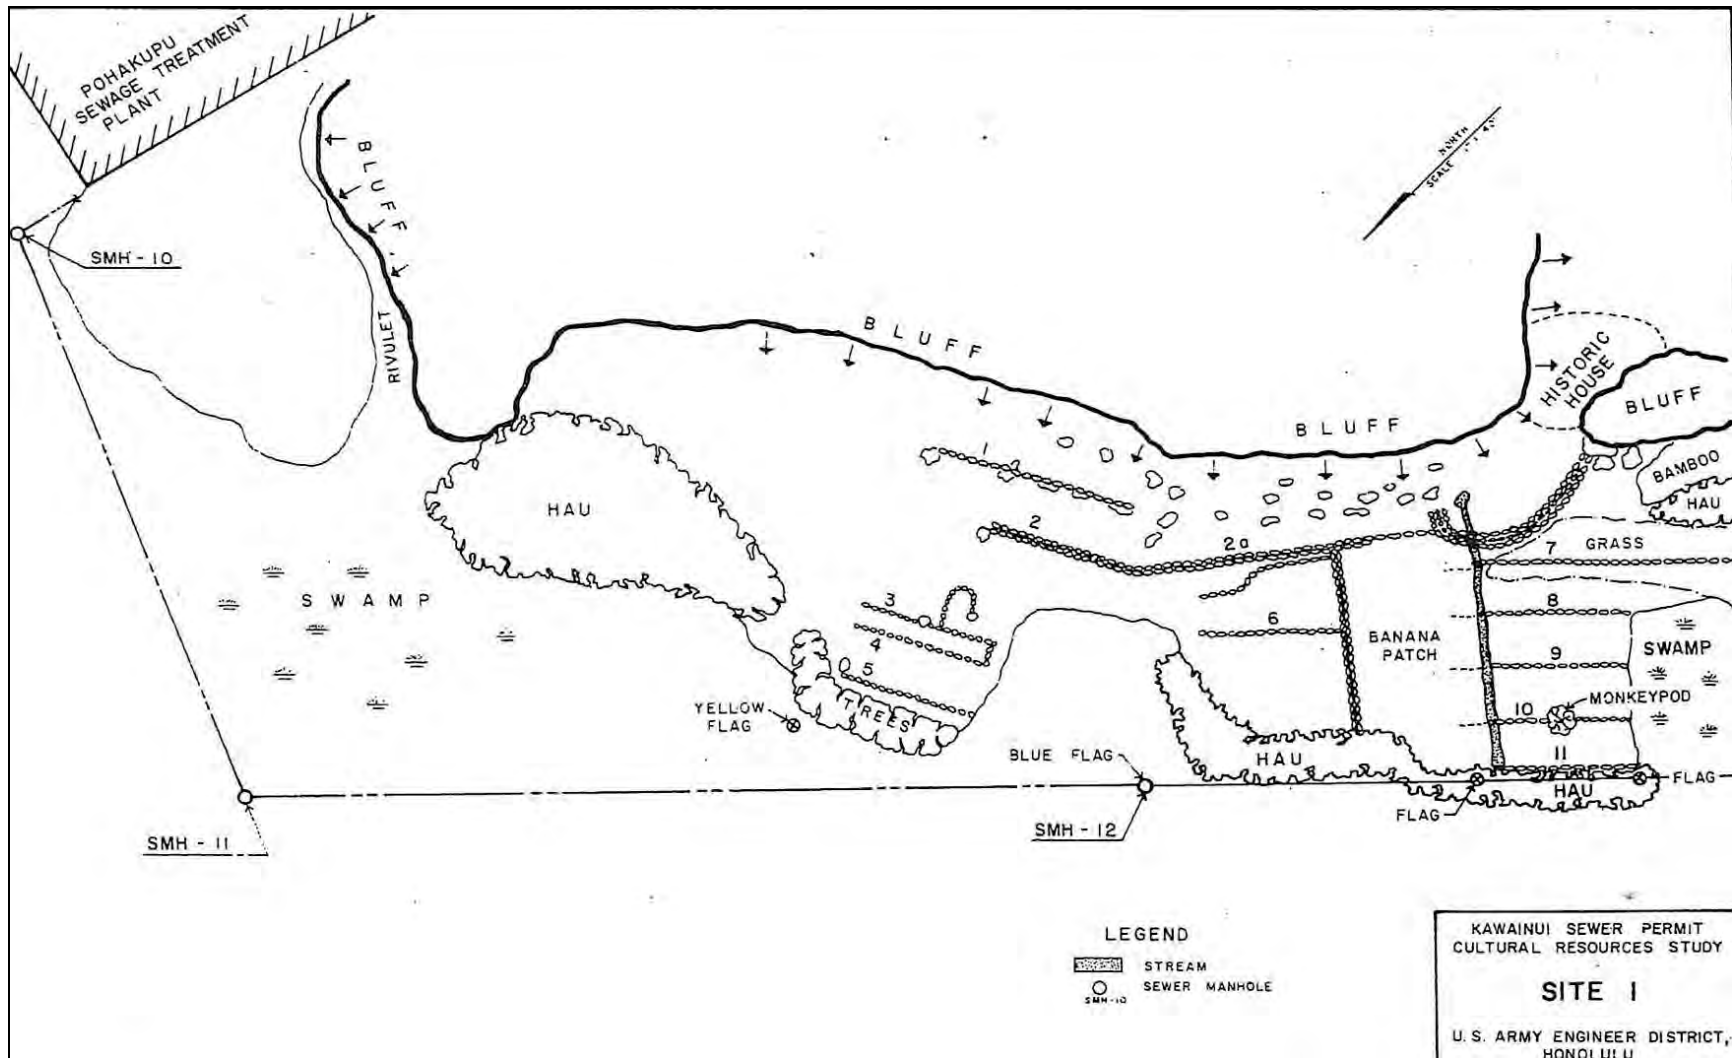 POHAKUPU
SEWAGE TREATMENT
PLANT
SMH - 10
BLUFF
RIVULET
BLUFF
BLUFF
NORTH
SCALE
HISTORIC
HOUSE
BLUFF
BAMBOO
HAU
HAU
1
2
2a
7
GRASS
SWAMP
3
4
5
6
BANANA
PATCH
8
9
SWAMP
10
MONKEYPOD
YELLOW
FLAG
TREES
BLUE FLAG
HAU
11
HAU
FLAG
FLAG
SMH - 11
SMH - 12
LEGEND
STREAM
SEWER MANHOLE
SMH-10
KAWAINUI SEWER PERMIT
CULTURAL RESOURCES STUDY
SITE 1
U. S. ARMY ENGINEER DISTRICT,
HONOLULU